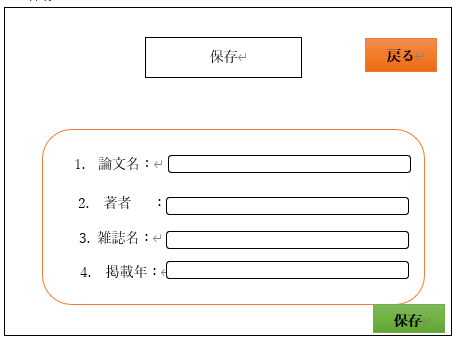 保存
戻る
1. 論文名：
2. 著者 ：
3. 雑誌名：
4. 掲載年：
保存